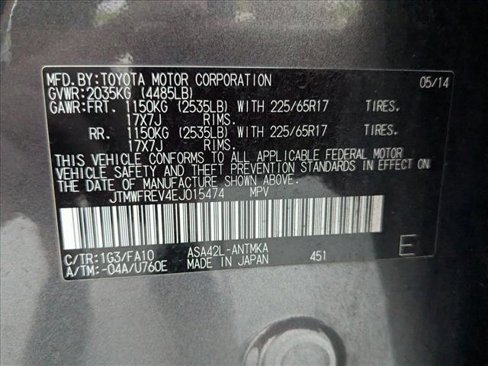 MFD.BY:TOYOTA MOTOR CORPORATION 05/14
GVWR:2035KG (4485LB)
GAWR:FRT. 1150KG (2535LB) WITH 225/65R17 TIRES.
17X7J RIMS.
RR. 1150KG (2535LB) WITH 225/65R17 TIRES.
17X7J RIMS.
THIS VEHICLE CONFORMS TO ALL APPLICABLE FEDERAL MOTOR
VEHICLE SAFETY AND THEFT PREVENTION STANDARDS IN EFFECT ON
THE DATE OF MANUFACTURE SHOWN ABOVE.
JTMWFREV4EJ015474 MPV
C/TR:1G3/FA10 ASA42L-ANTMKA
A/TM:-04A/U760E MADE IN JAPAN 451 E